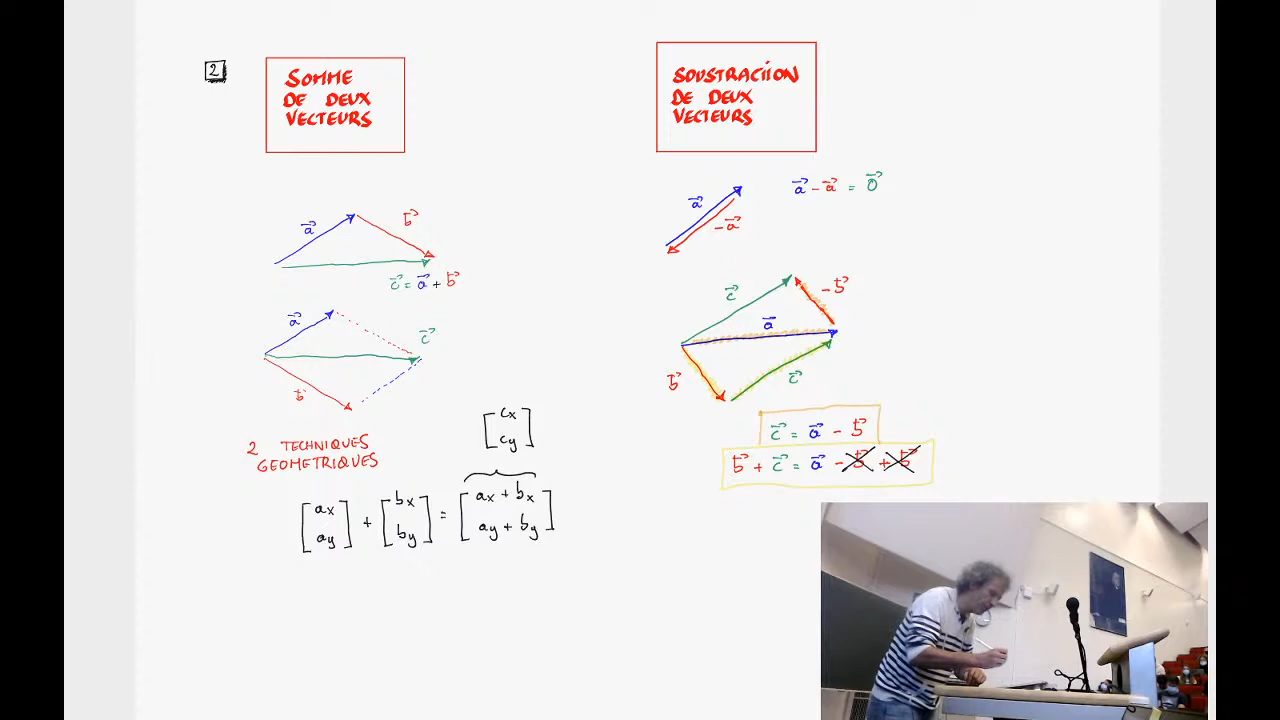 2
SOMME
DE DEUX
VECTEURS
a⃗
b⃗
c⃗ = a⃗ + b⃗
a⃗
c⃗
b⃗
2 TECHNIQUES
GEOMETRIQUES
[cx
cy]
[ax
ay] + [bx
by] = [ax + bx
ay + by]
SOUSTRACTION
DE DEUX
VECTEURS
a⃗
-a⃗
a⃗ - a⃗ = 0⃗
c⃗
-b⃗
a⃗
b⃗
c⃗
c⃗ = a⃗ - b⃗
b⃗ + c⃗ = a⃗ - b⃗ + b⃗